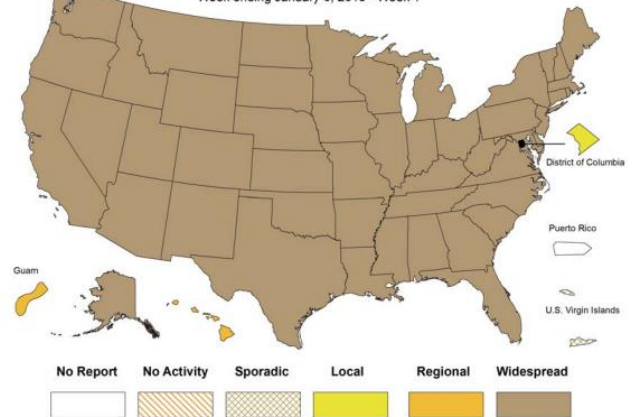 District of Columbia
Puerto Rico
Guam
U.S. Virgin Islands
No Report No Activity Sporadic Local Regional Widespread